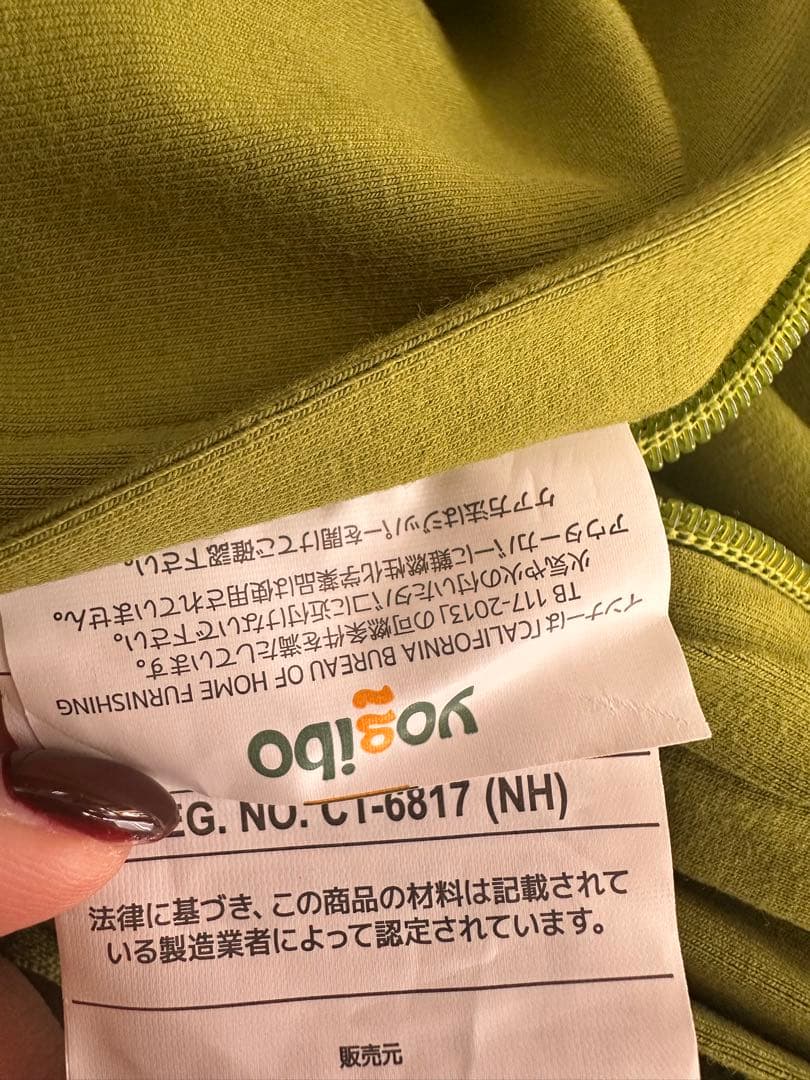 yogibo
インナーは「CALIFORNIA BUREAU OF HOME FURNISHING
TB 117-2013」の可燃条件を満たしています。
火気や火の付いたタバコに近付けないで下さい。
アウターカバーに難燃性化学薬品は使用されていません。
ケア方法はジッパーを開けてご確認下さい。
EG. NO. CT-6817 (NH)
法律に基づき、この商品の材料は記載されて
いる製造業者によって認定されています。
販売元